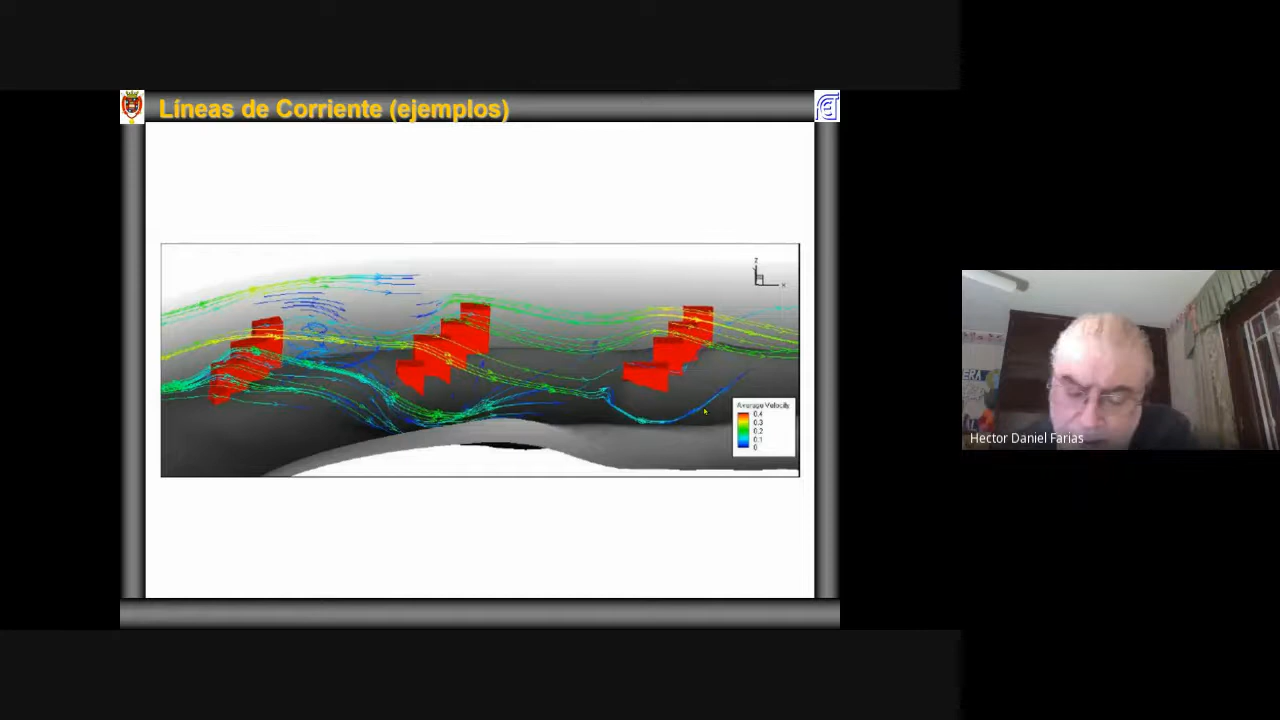 Líneas de Corriente (ejemplos)
z
x
Average Velocity
0.4
0.3
0.2
0.1
0
Hector Daniel Farias